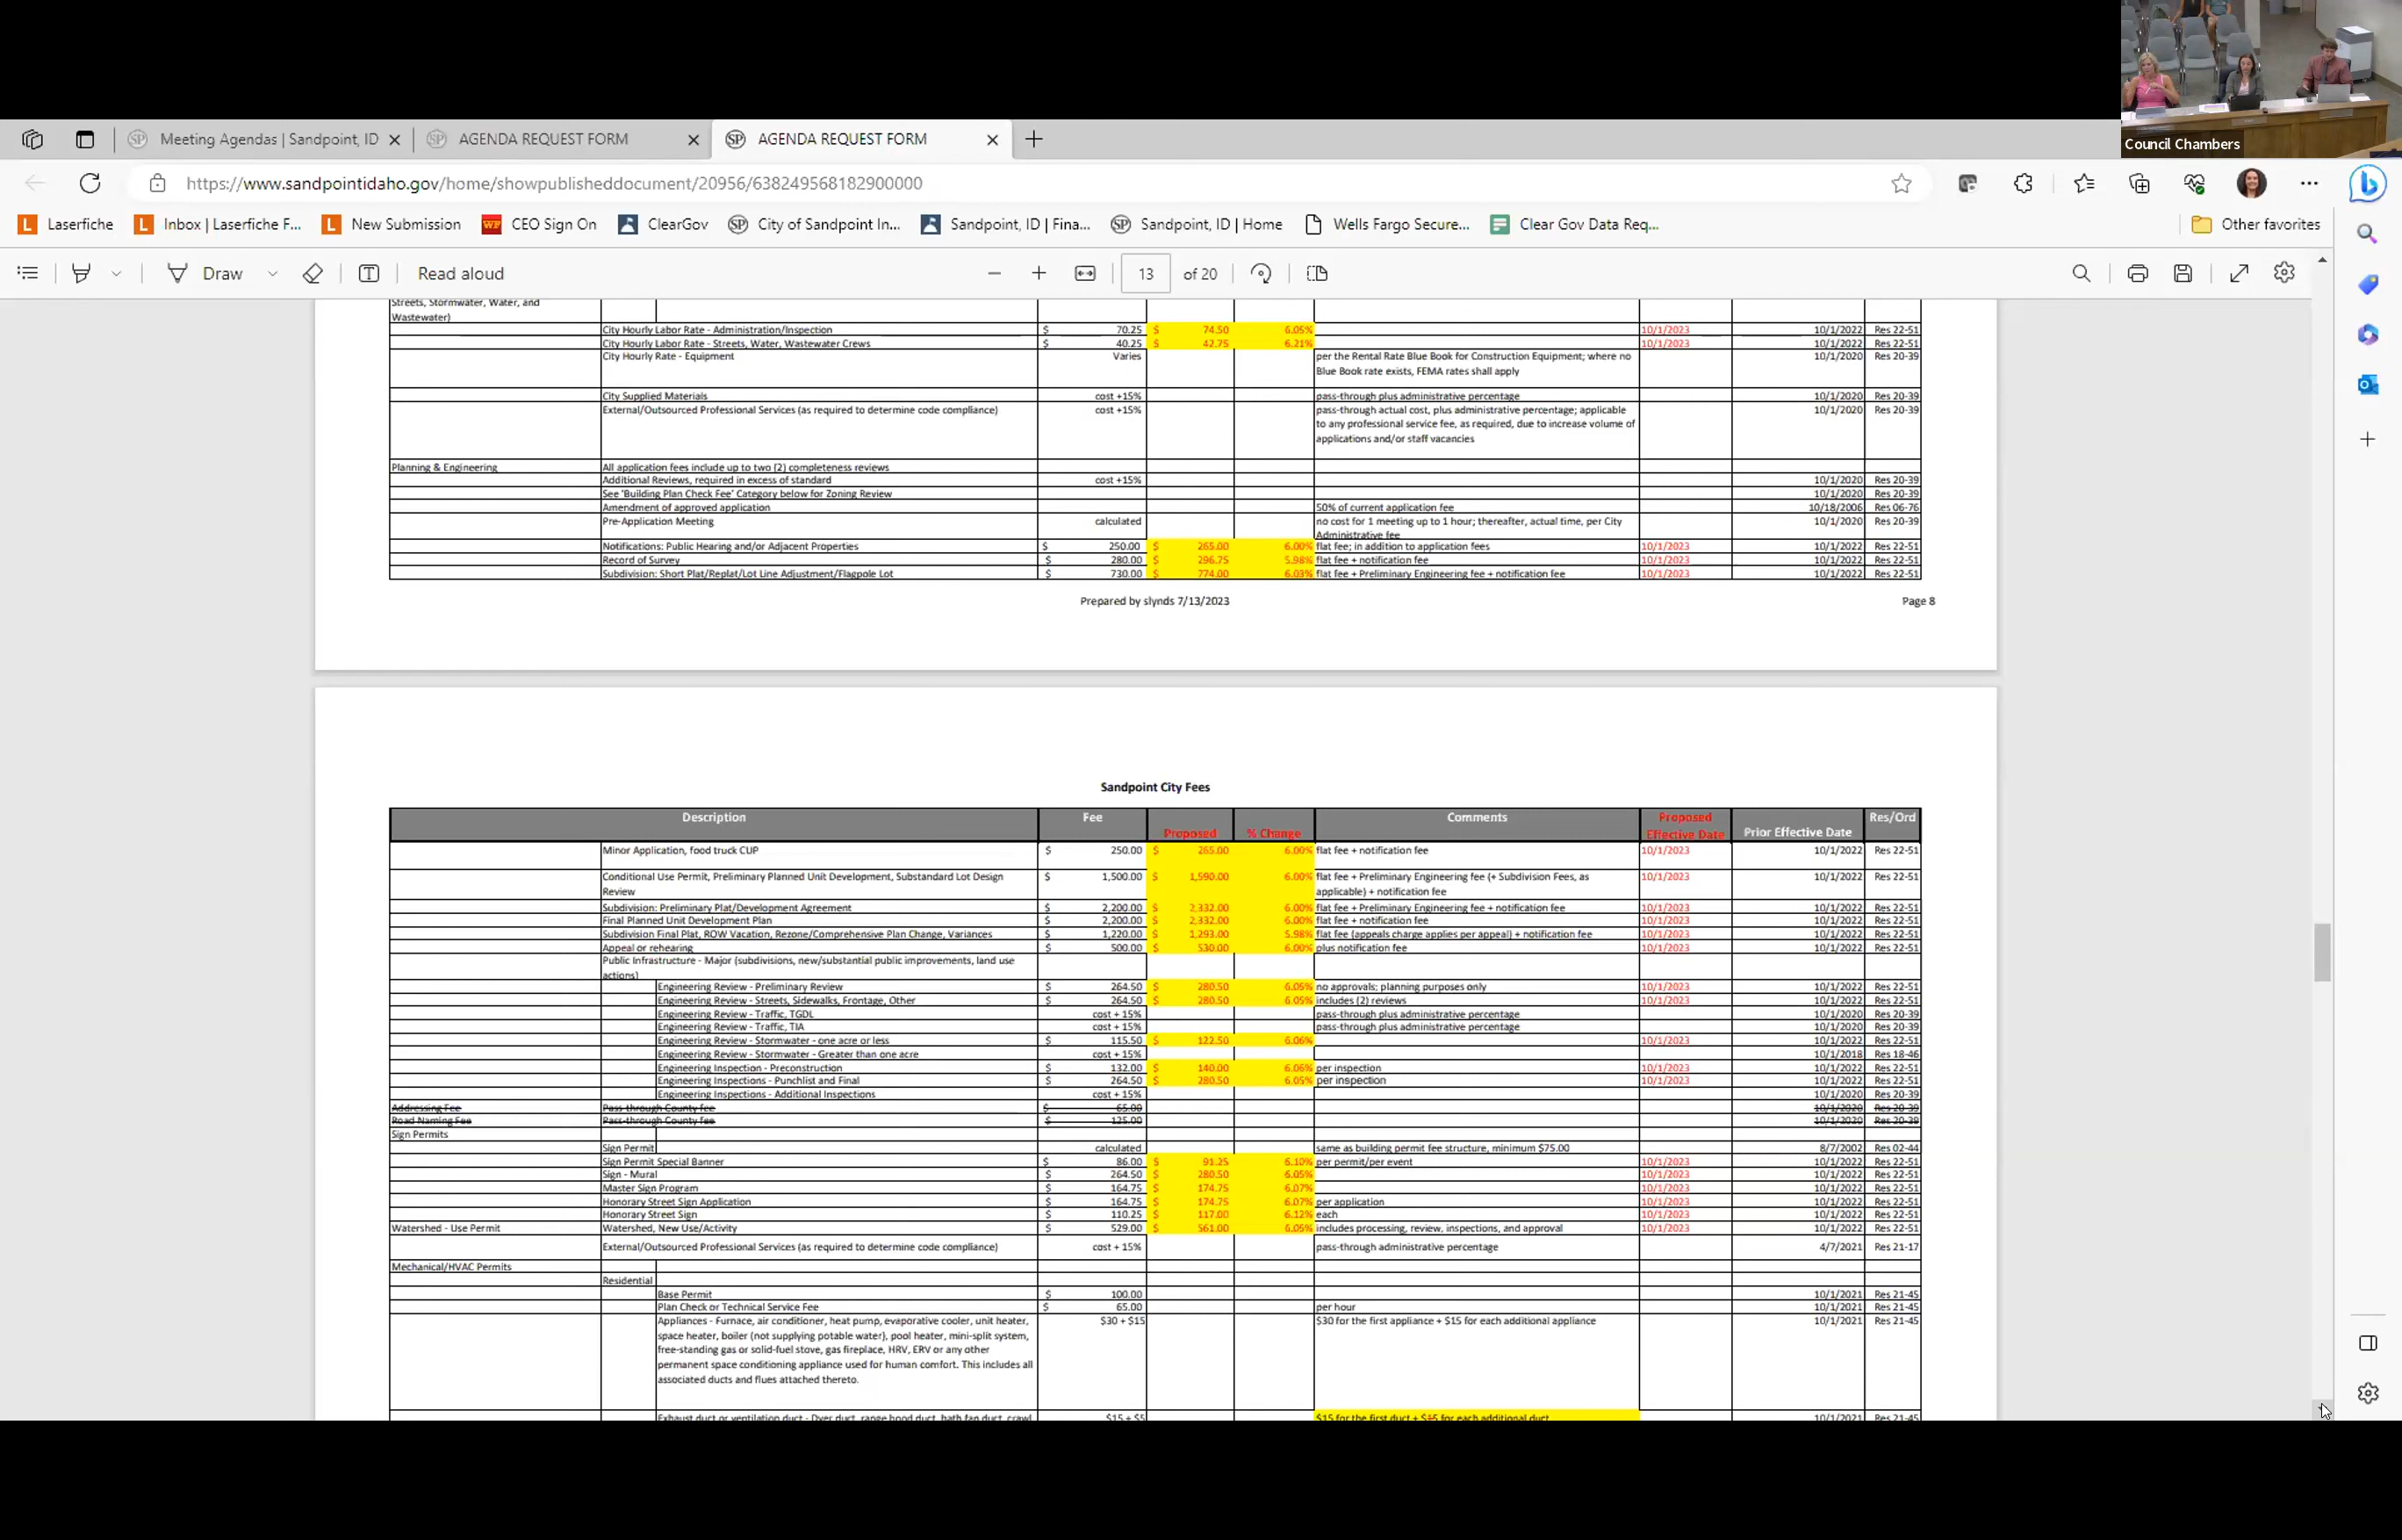 Council Chambers
Meeting Agendas | Sandpoint, ID
AGENDA REQUEST FORM
AGENDA REQUEST FORM
https://www.sandpointidaho.gov/home/showpublisheddocument/20956/638249568182900000
Laserfiche Inbox | Laserfiche F... New Submission CEO Sign On ClearGov City of Sandpoint In... Sandpoint, ID | Fina... Sandpoint, ID | Home Wells Fargo Secure... Clear Gov Data Req... Other favorites
Draw Read aloud 13 of 20
Streets, Stormwater, Water, and
Wastewater)
City Hourly Labor Rate - Administration/Inspection $ 70.25 $ 74.50 6.05% 10/1/2023 10/1/2022 Res 22-51
City Hourly Labor Rate - Streets, Water, Wastewater Crews $ 40.25 $ 42.75 6.21% 10/1/2023 10/1/2022 Res 22-51
City Hourly Rate - Equipment Varies per the Rental Rate Blue Book for Construction Equipment; where no 10/1/2020 Res 20-39
Blue Book rate exists, FEMA rates shall apply
City Supplied Materials cost +15% pass-through plus administrative percentage 10/1/2020 Res 20-39
External/Outsourced Professional Services (as required to determine code compliance) cost +15% pass-through actual cost, plus administrative percentage; applicable 10/1/2020 Res 20-39
to any professional service fee, as required, due to increase volume of
applications and/or staff vacancies
Planning & Engineering All application fees include up to two (2) completeness reviews
Additional Reviews, required in excess of standard cost +15% 10/1/2020 Res 20-39
See 'Building Plan Check Fee' Category below for Zoning Review 10/1/2020 Res 20-39
Amendment of approved application 50% of current application fee 10/18/2006 Res 06-76
Pre-Application Meeting calculated no cost for 1 meeting up to 1 hour; thereafter, actual time, per City 10/1/2020 Res 20-39
Administrative fee
Notifications: Public Hearing and/or Adjacent Properties $ 250.00 $ 265.00 6.00% flat fee; in addition to application fees 10/1/2023 10/1/2022 Res 22-51
Record of Survey $ 280.00 $ 296.75 5.98% flat fee + notification fee 10/1/2023 10/1/2022 Res 22-51
Subdivision: Short Plat/Replat/Lot Line Adjustment/Flagpole Lot $ 730.00 $ 774.00 6.03% flat fee + Preliminary Engineering fee + notification fee 10/1/2023 10/1/2022 Res 22-51
Prepared by slynds 7/13/2023 Page 8
Sandpoint City Fees
Description Fee Proposed % Change Comments Proposed Effective Date Prior Effective Date Res/Ord
Minor Application, food truck CUP $ 250.00 $ 265.00 6.00% flat fee + notification fee 10/1/2023 10/1/2022 Res 22-51
Conditional Use Permit, Preliminary Planned Unit Development, Substandard Lot Design $ 1,500.00 $ 1,590.00 6.00% flat fee + Preliminary Engineering fee (+ Subdivision Fees, as 10/1/2023 10/1/2022 Res 22-51
Review applicable) + notification fee
Subdivision: Preliminary Plat/Development Agreement $ 2,200.00 $ 2,332.00 6.00% flat fee + Preliminary Engineering fee + notification fee 10/1/2023 10/1/2022 Res 22-51
Final Planned Unit Development Plan $ 2,200.00 $ 2,332.00 6.00% flat fee + notification fee 10/1/2023 10/1/2022 Res 22-51
Subdivision Final Plat, ROW Vacation, Rezone/Comprehensive Plan Change, Variances $ 1,220.00 $ 1,293.00 5.98% flat fee (appeals charge applies per appeal) + notification fee 10/1/2023 10/1/2022 Res 22-51
Appeal or rehearing $ 500.00 $ 530.00 6.00% plus notification fee 10/1/2023 10/1/2022 Res 22-51
Public Infrastructure - Major (subdivisions, new/substantial public improvements, land use
actions)
Engineering Review - Preliminary Review $ 264.50 $ 280.50 6.05% no approvals; planning purposes only 10/1/2023 10/1/2022 Res 22-51
Engineering Review - Streets, Sidewalks, Frontage, Other $ 264.50 $ 280.50 6.05% includes (2) reviews 10/1/2023 10/1/2022 Res 22-51
Engineering Review - Traffic, TGDL cost + 15% pass-through plus administrative percentage 10/1/2020 Res 20-39
Engineering Review - Traffic, TIA cost + 15% pass-through plus administrative percentage 10/1/2020 Res 20-39
Engineering Review - Stormwater - one acre or less $ 115.50 $ 122.50 6.06% 10/1/2023 10/1/2022 Res 22-51
Engineering Review - Stormwater - Greater than one acre cost + 15% 10/1/2018 Res 18-46
Engineering Inspection - Preconstruction $ 132.00 $ 140.00 6.06% per inspection 10/1/2023 10/1/2022 Res 22-51
Engineering Inspections - Punchlist and Final $ 264.50 $ 280.50 6.05% per inspection 10/1/2023 10/1/2022 Res 22-51
Engineering Inspections - Additional Inspections cost + 15% 10/1/2020 Res 20-39
Addressing Fee Pass-through County fee $ 65.00 10/1/2020 Res 20-39
Road Naming Fee Pass-through County fee $ 125.00 10/1/2020 Res 20-39
Sign Permits
Sign Permit calculated same as building permit fee structure, minimum $75.00 8/7/2002 Res 02-44
Sign Permit Special Banner $ 86.00 $ 91.25 6.10% per permit/per event 10/1/2023 10/1/2022 Res 22-51
Sign - Mural $ 264.50 $ 280.50 6.05% 10/1/2023 10/1/2022 Res 22-51
Master Sign Program $ 164.75 $ 174.75 6.07% 10/1/2023 10/1/2022 Res 22-51
Honorary Street Sign Application $ 164.75 $ 174.75 6.07% per application 10/1/2023 10/1/2022 Res 22-51
Honorary Street Sign $ 110.25 $ 117.00 6.12% each 10/1/2023 10/1/2022 Res 22-51
Watershed - Use Permit Watershed, New Use/Activity $ 529.00 $ 561.00 6.05% includes processing, review, inspections, and approval 10/1/2023 10/1/2022 Res 22-51
External/Outsourced Professional Services (as required to determine code compliance) cost + 15% pass-through administrative percentage 4/7/2021 Res 21-17
Mechanical/HVAC Permits
Residential
Base Permit $ 100.00 10/1/2021 Res 21-45
Plan Check or Technical Service Fee $ 65.00 per hour 10/1/2021 Res 21-45
Appliances - Furnace, air conditioner, heat pump, evaporative cooler, unit heater, $30 + $15 $30 for the first appliance + $15 for each additional appliance 10/1/2021 Res 21-45
space heater, boiler (not supplying potable water), pool heater, mini-split system,
free-standing gas or solid-fuel stove, gas fireplace, HRV, ERV or any other
permanent space conditioning appliance used for human comfort. This includes all
associated ducts and flues attached thereto.
Exhaust duct or ventilation duct - Dyer duct, range hood duct, bath fan duct, crawl $15 + $5 $15 for the first duct + $15 for each additional duct 10/1/2021 Res 21-45